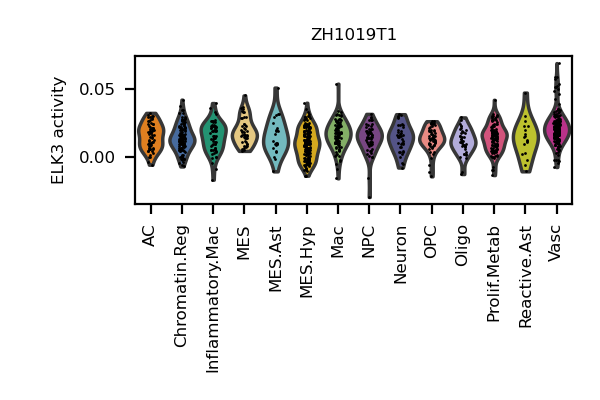 ZH1019T1
ELK3 activity
0.05
0.00
AC
Chromatin.Reg
Inflammatory.Mac
MES
MES.Ast
MES.Hyp
Mac
NPC
Neuron
OPC
Oligo
Prolif.Metab
Reactive.Ast
Vasc